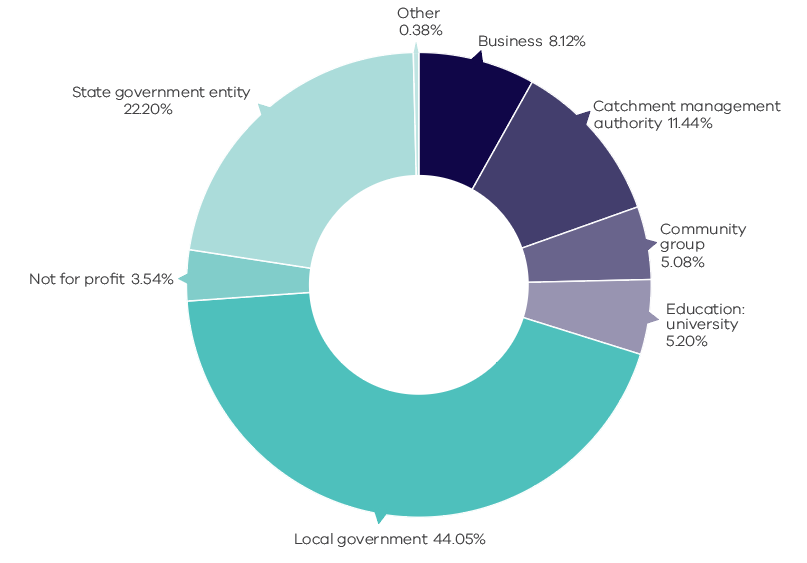 Other
0.38%
Business 8.12%
Catchment management
authority 11.44%
Community
group
5.08%
Education:
university
5.20%
Local government 44.05%
Not for profit 3.54%
State government entity
22.20%